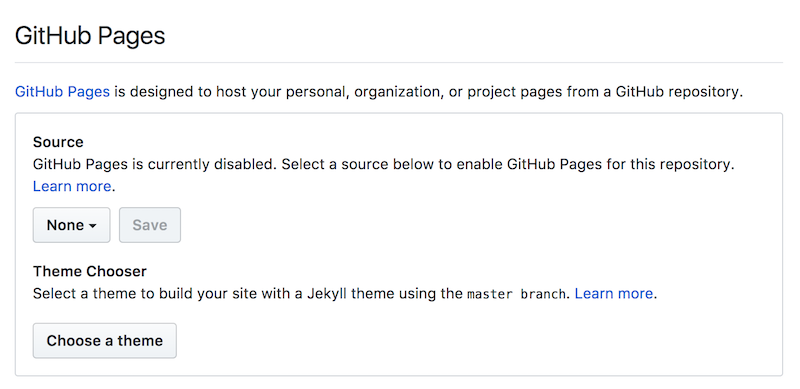 GitHub Pages
GitHub Pages is designed to host your personal, organization, or project pages from a GitHub repository.
Source
GitHub Pages is currently disabled. Select a source below to enable GitHub Pages for this repository.
Learn more.
None Save
Theme Chooser
Select a theme to build your site with a Jekyll theme using the master branch. Learn more.
Choose a theme